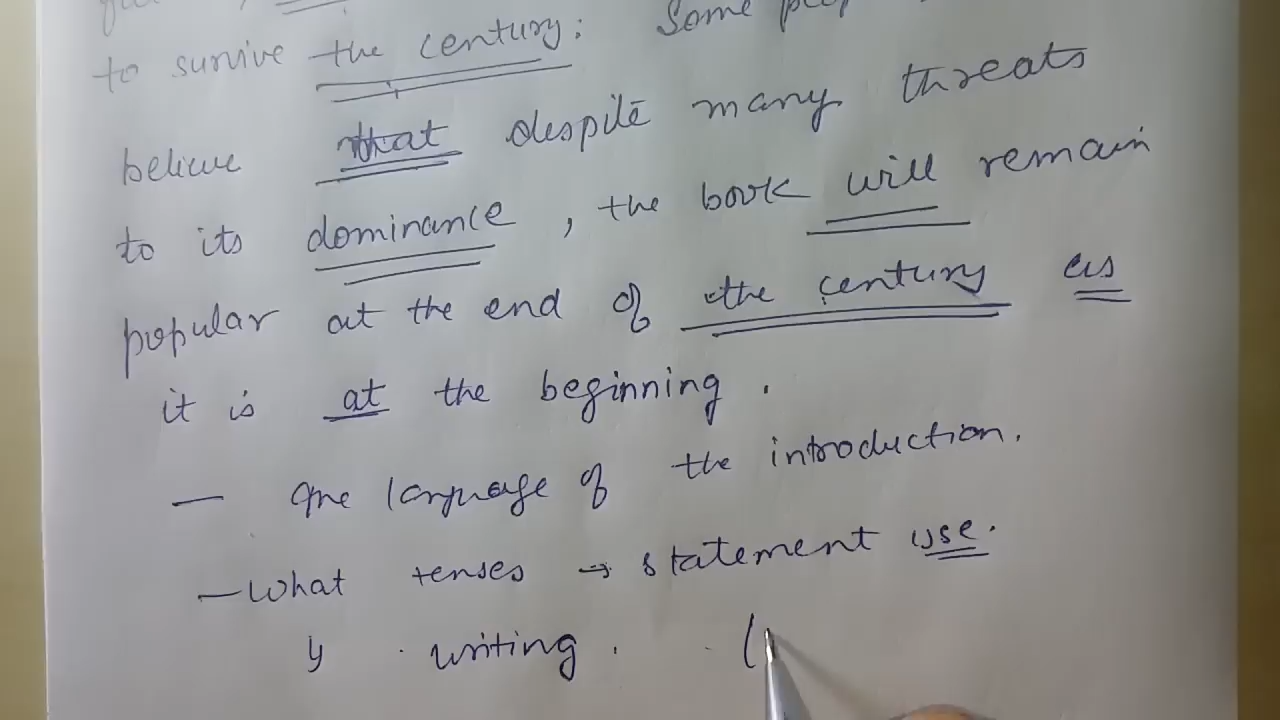 to survive the century: Some
believe that despite many threats
to its dominance, the book will remain
popular at the end of the century as
it is at the beginning.
— The language of the introduction.
— What tenses → statement use.
writing. (